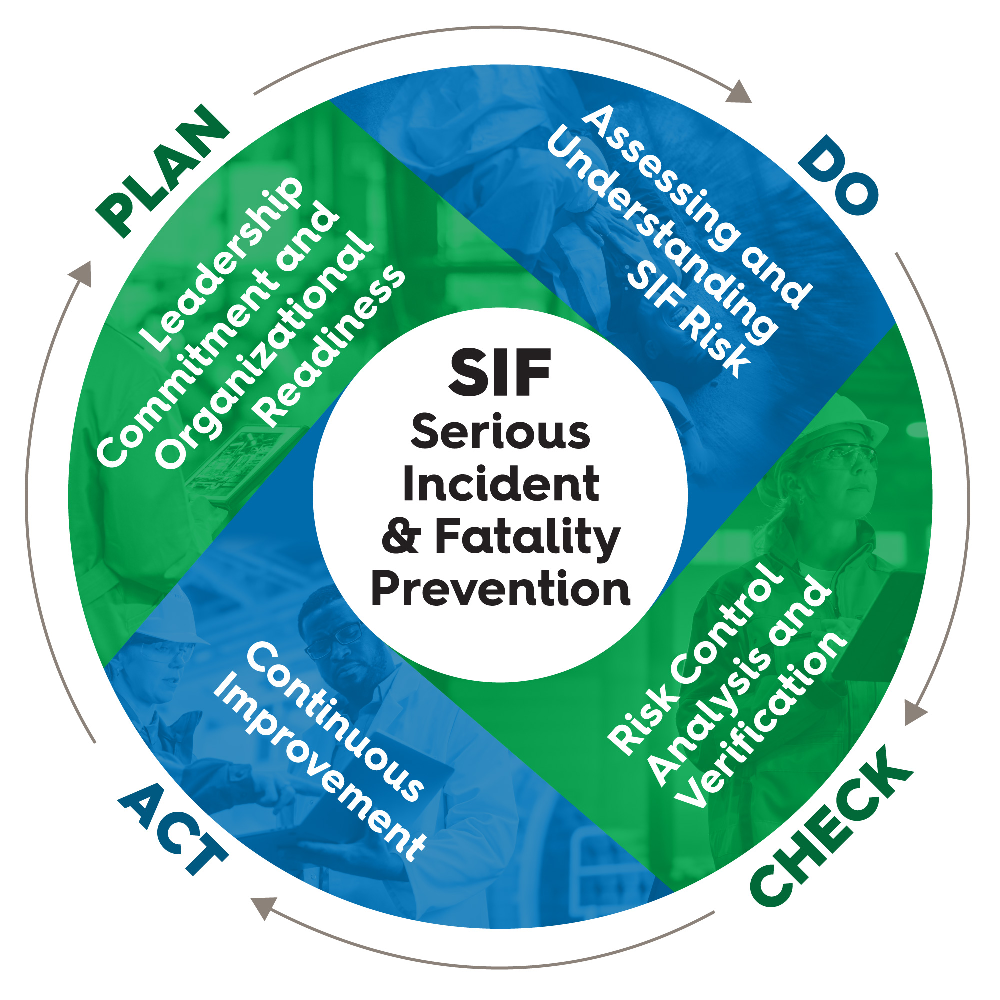 PLAN
Leadership
Commitment and
Organizational
Readiness
DO
Assessing and
Understanding
SIF Risk
SIF
Serious
Incident
& Fatality
Prevention
Risk Control
Analysis and
Verification
CHECK
Continuous
Improvement
ACT